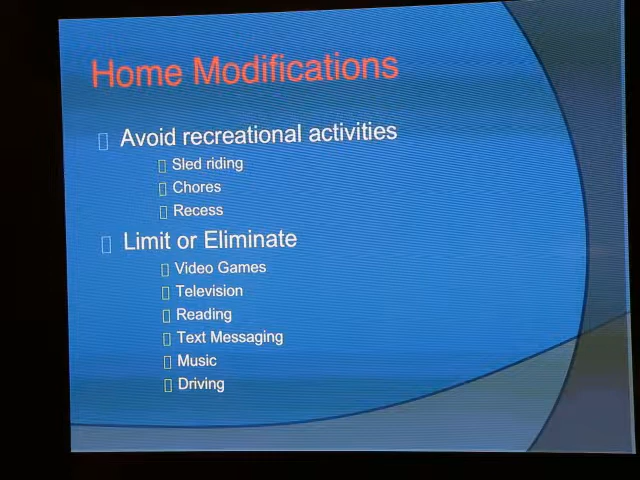 Home Modifications
Avoid recreational activities
Sled riding
Chores
Recess
Limit or Eliminate
Video Games
Television
Reading
Text Messaging
Music
Driving